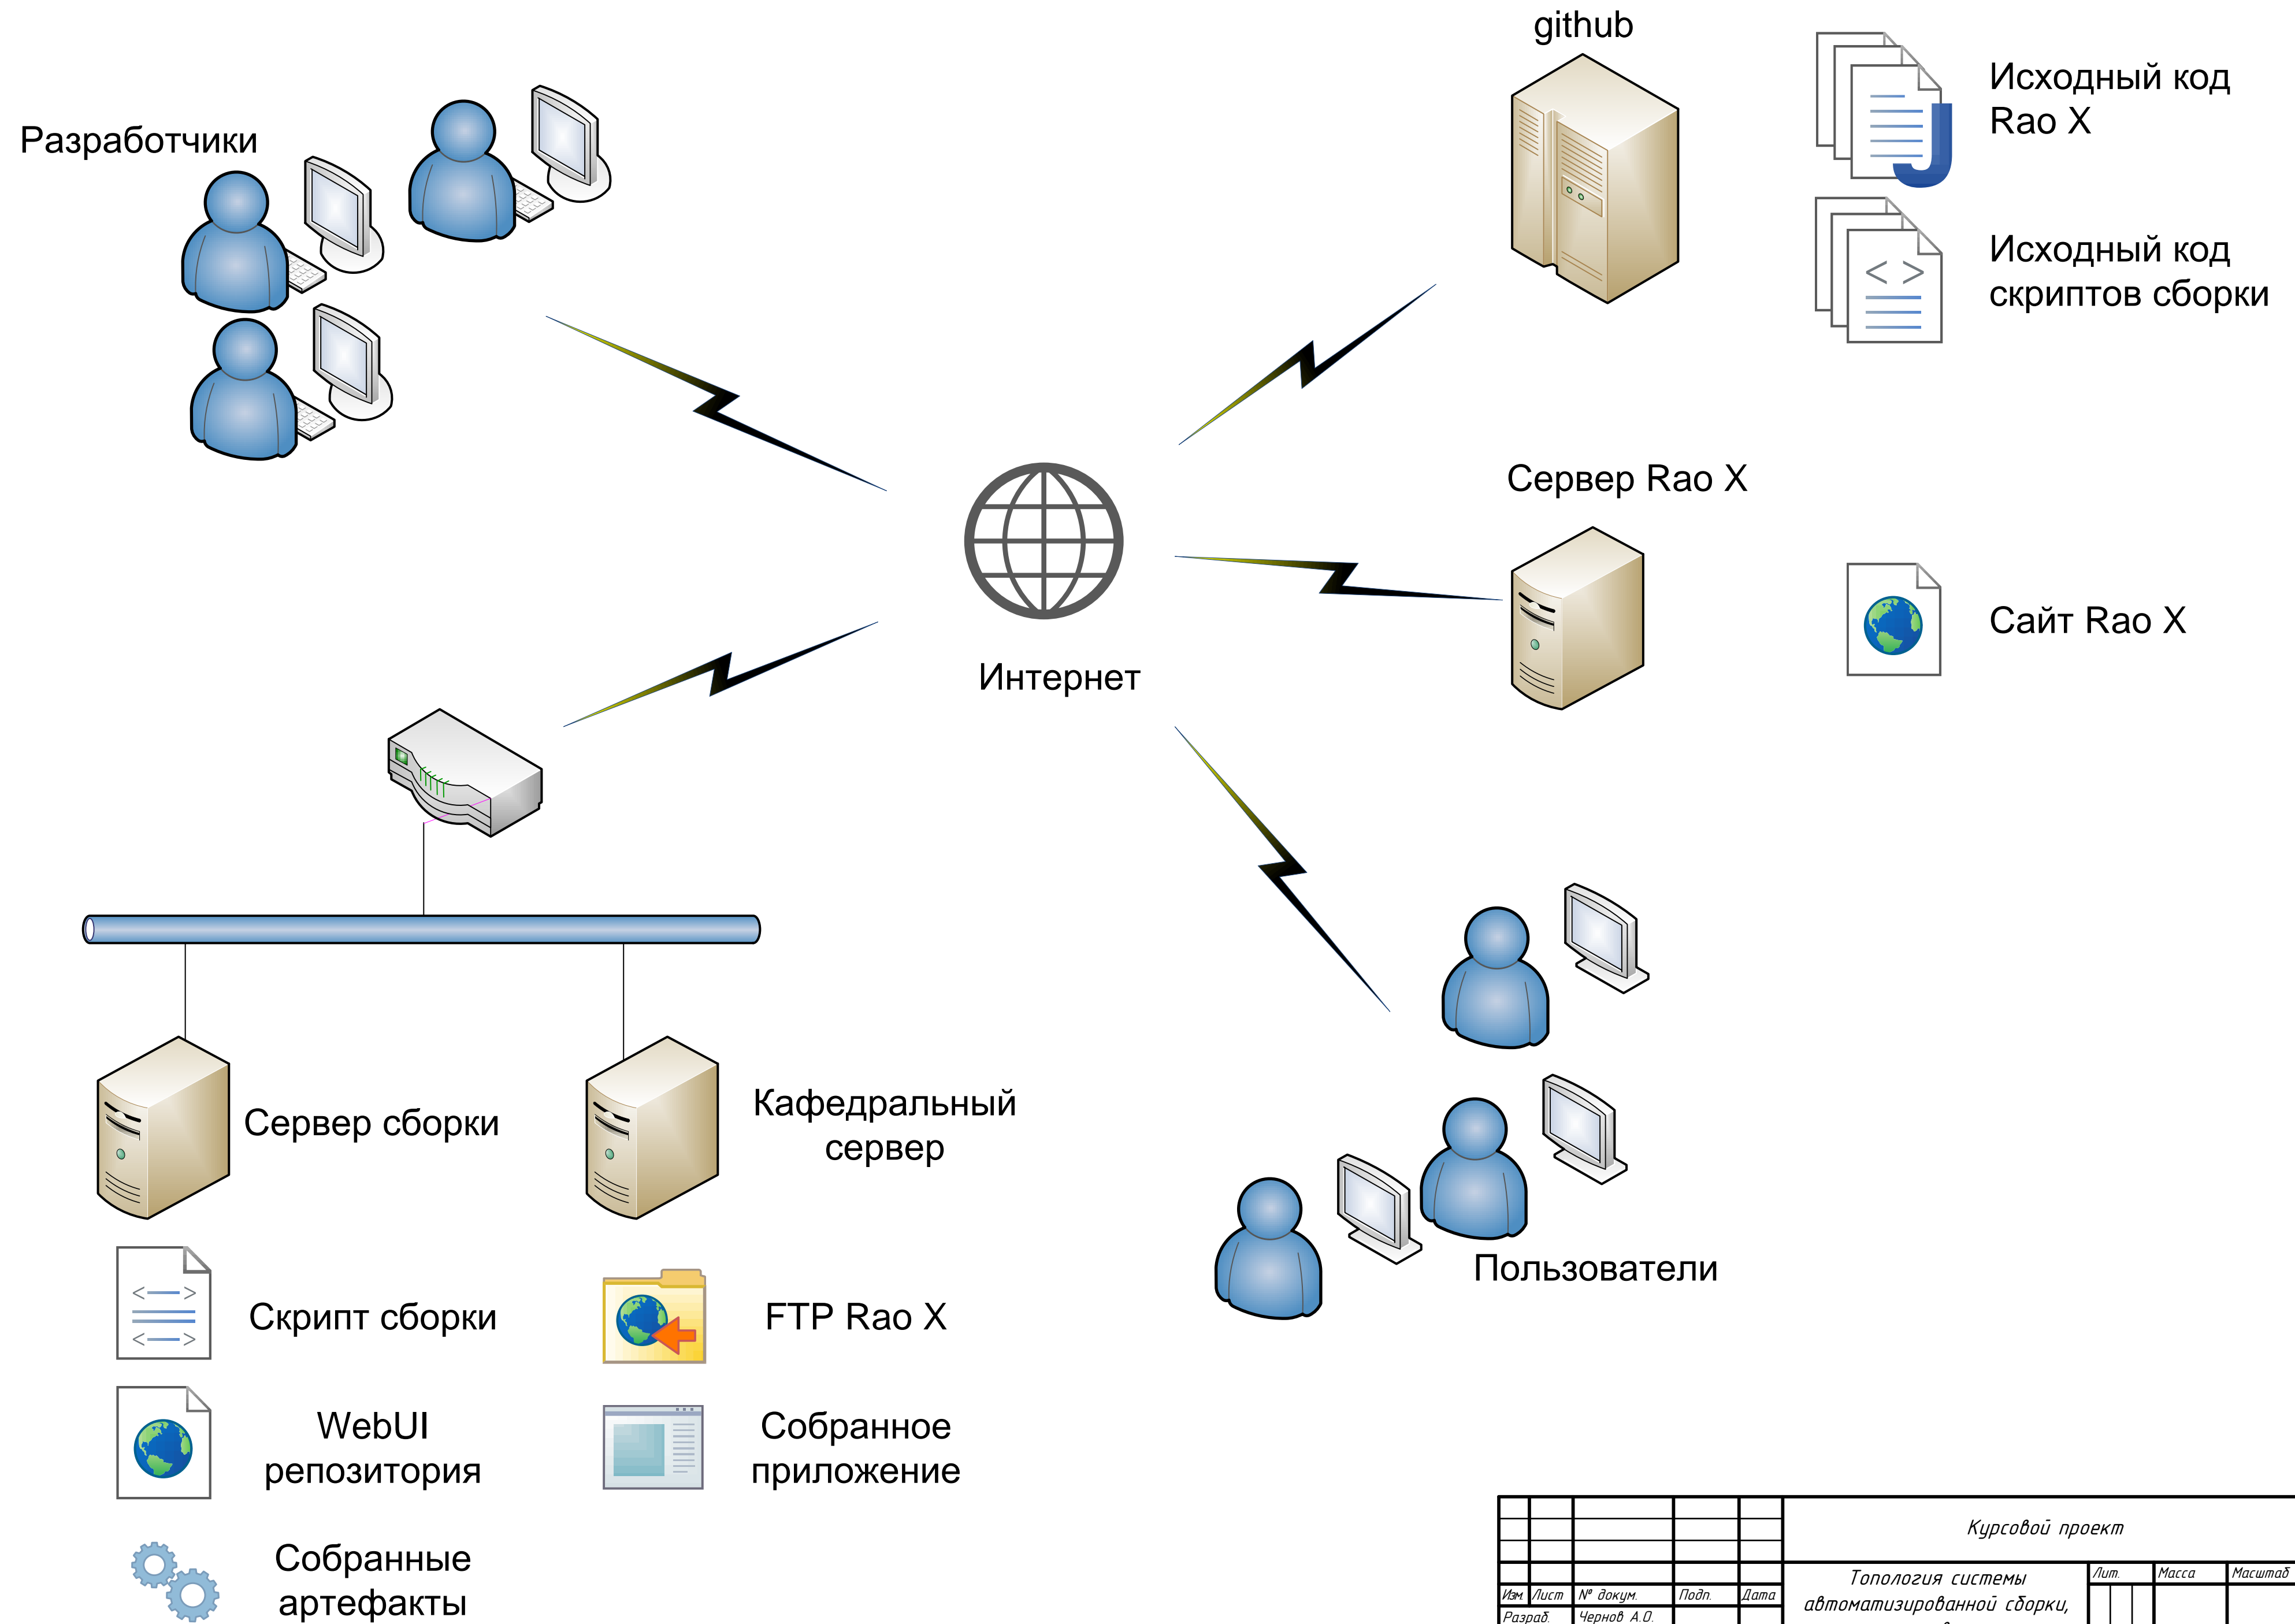 github
Исходный код
Rao X
Разработчики
Исходный код
скриптов сборки
Сервер Rao X
Сайт Rao X
Интернет
Сервер сборки
Кафедральный
сервер
Пользователи
Скрипт сборки
FTP Rao X
WebUI
репозитория
Собранное
приложение
Собранные
артефакты
Курсовой проект
Топология системы
автоматизированной сборки,
Лит.
Масса
Масштаб
Изм.
Лист
№ докум.
Подп.
Дата
Разраб.
Чернов А.О.